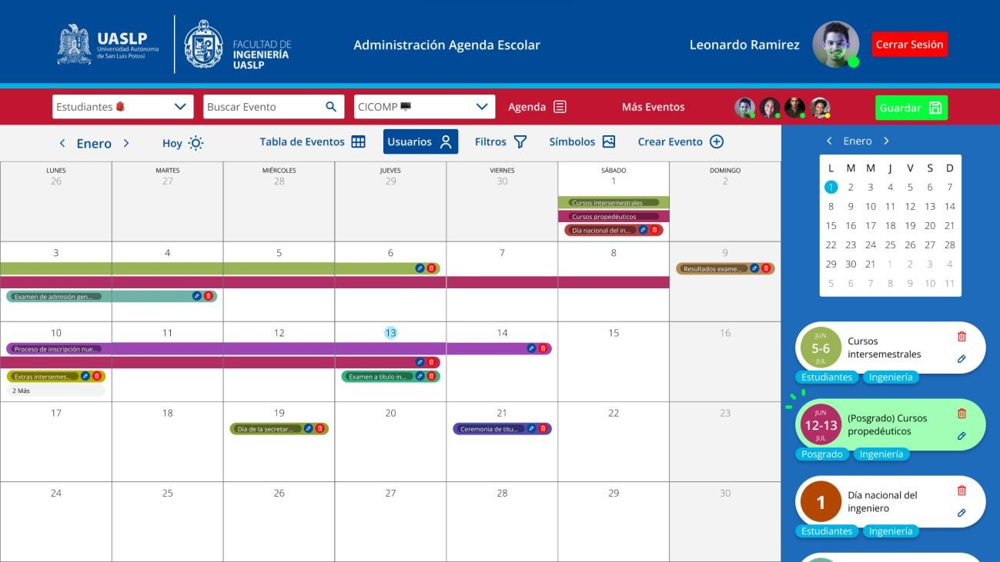 UASLP
Universidad Autónoma
de San Luis Potosí
FACULTAD DE
INGENIERÍA
UASLP
Administración Agenda Escolar
Leonardo Ramirez
Cerrar Sesión
Estudiantes
Buscar Evento
CICOMP
Agenda
Más Eventos
Guardar
Enero
Hoy
Tabla de Eventos
Usuarios
Filtros
Símbolos
Crear Evento
LUNES MARTES MIÉRCOLES JUEVES VIERNES SÁBADO DOMINGO
26 27 28 29 30 1 2
Cursos intersemestrales
Cursos propedéuticos
Día nacional del in...
3 4 5 6 7 8 9
Resultados exame...
Examen de admisión gen...
10 11 12 13 14 15 16
Proceso de inscripción nue...
Extras intersemes...
Examen a título in...
2 Más
17 18 19 20 21 22 23
Día de la secretar...
Ceremonia de titu...
24 25 26 27 28 29 30
Enero
L M M J V S D
1 2 3 4 5 6 7
8 9 10 11 12 13 14
15 16 17 18 19 20 21
22 23 24 25 26 27 28
29 30 21 1 2 3 4
5 6 7 8 9 10 11
JUN
5-6
JUL
Cursos
intersemestrales
Estudiantes
Ingeniería
JUN
12-13
JUL
(Posgrado) Cursos
propedéuticos
Posgrado
Ingeniería
1
Día nacional del
ingeniero
Estudiantes
Ingeniería